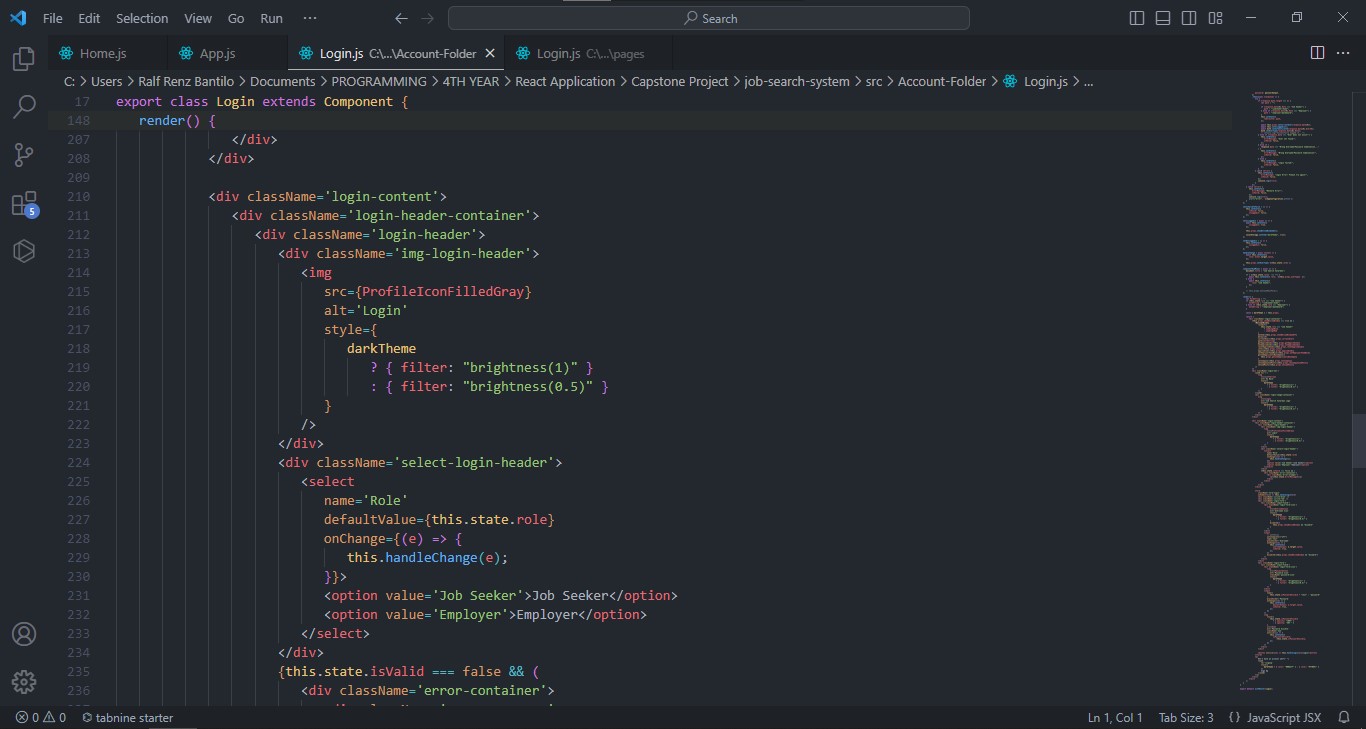 File Edit Selection View Go Run ··· Search
Home.js App.js Login.js C:\...\Account-Folder Login.js C:\...\pages
C: > Users > Ralf Renz Bantilo > Documents > PROGRAMMING > 4TH YEAR > React Application > Capstone Project > job-search-system > src > Account-Folder > Login.js > ...
17 export class Login extends Component {
148 render() {
207 </div>
208 </div>
209
210 <div className='login-content'>
211 <div className='login-header-container'>
212 <div className='login-header'>
213 <div className='img-login-header'>
214 <img
215 src={ProfileIconFilledGray}
216 alt='Login'
217 style={
218 darkTheme
219 ? { filter: "brightness(1)" }
220 : { filter: "brightness(0.5)" }
221 }
222 />
223 </div>
224 <div className='select-login-header'>
225 <select
226 name='Role'
227 defaultValue={this.state.role}
228 onChange={(e) => {
229 this.handleChange(e);
230 }}>
231 <option value='Job Seeker'>Job Seeker</option>
232 <option value='Employer'>Employer</option>
233 </select>
234 </div>
235 {this.state.isValid === false && (
236 <div className='error-container'>
5
0 0 tabnine starter Ln 1, Col 1 Tab Size: 3 {} JavaScript JSX